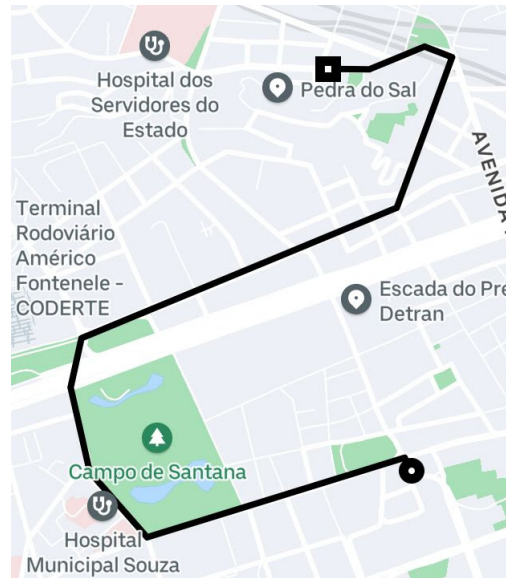 Hospital dos
Servidores do
Estado
Pedra do Sal
AVENIDA
Terminal
Rodoviário
Américo
Fontenele -
CODERTE
Escada do Pre
Detran
Campo de Santana
Hospital
Municipal Souza